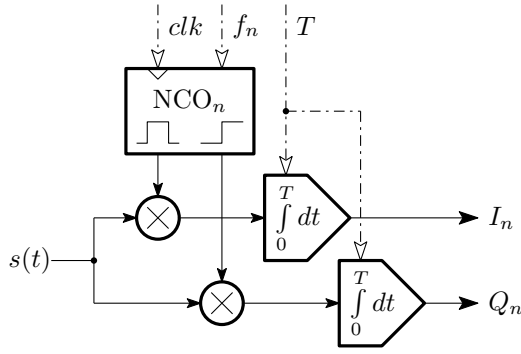 clk f_n T
NCO_n
∫_0^T dt I_n
s(t)
∫_0^T dt Q_n